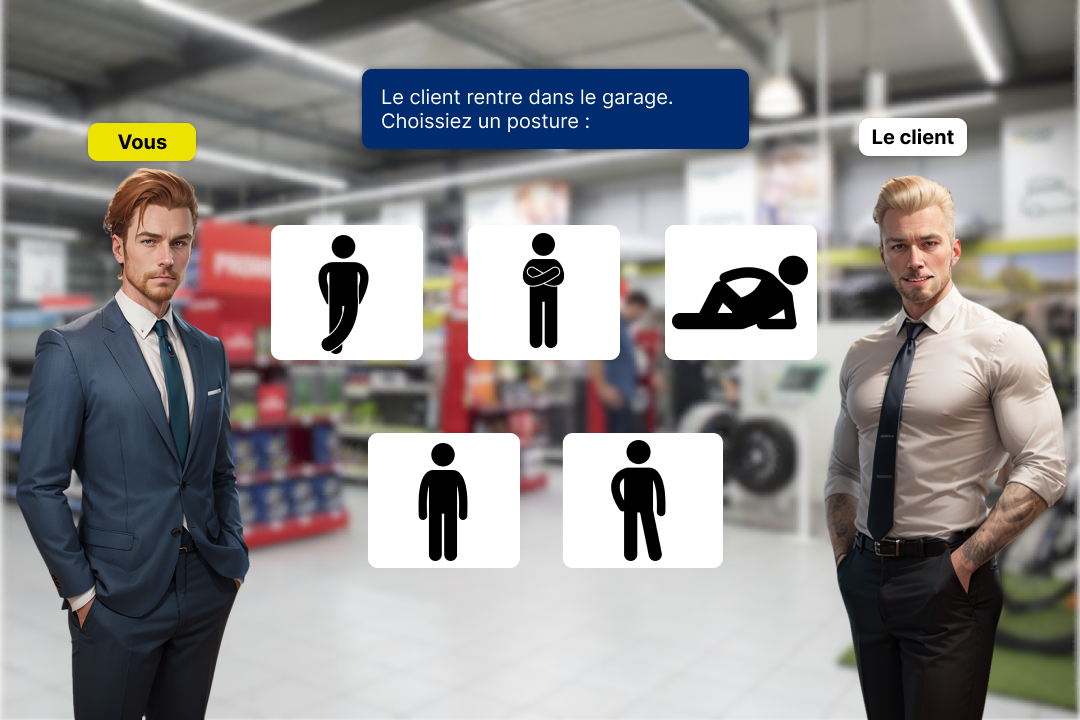 Le client rentre dans le garage.
Choissiez un posture :
Vous
Le client